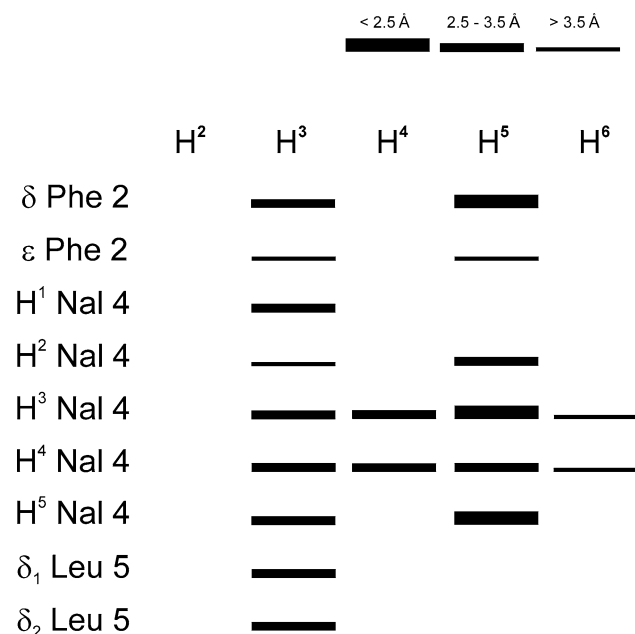 < 2.5 Å 2.5 - 3.5 Å > 3.5 Å
H² H³ H⁴ H⁵ H⁶
δ Phe 2
ε Phe 2
H¹ Nal 4
H² Nal 4
H³ Nal 4
H⁴ Nal 4
H⁵ Nal 4
δ₁ Leu 5
δ₂ Leu 5